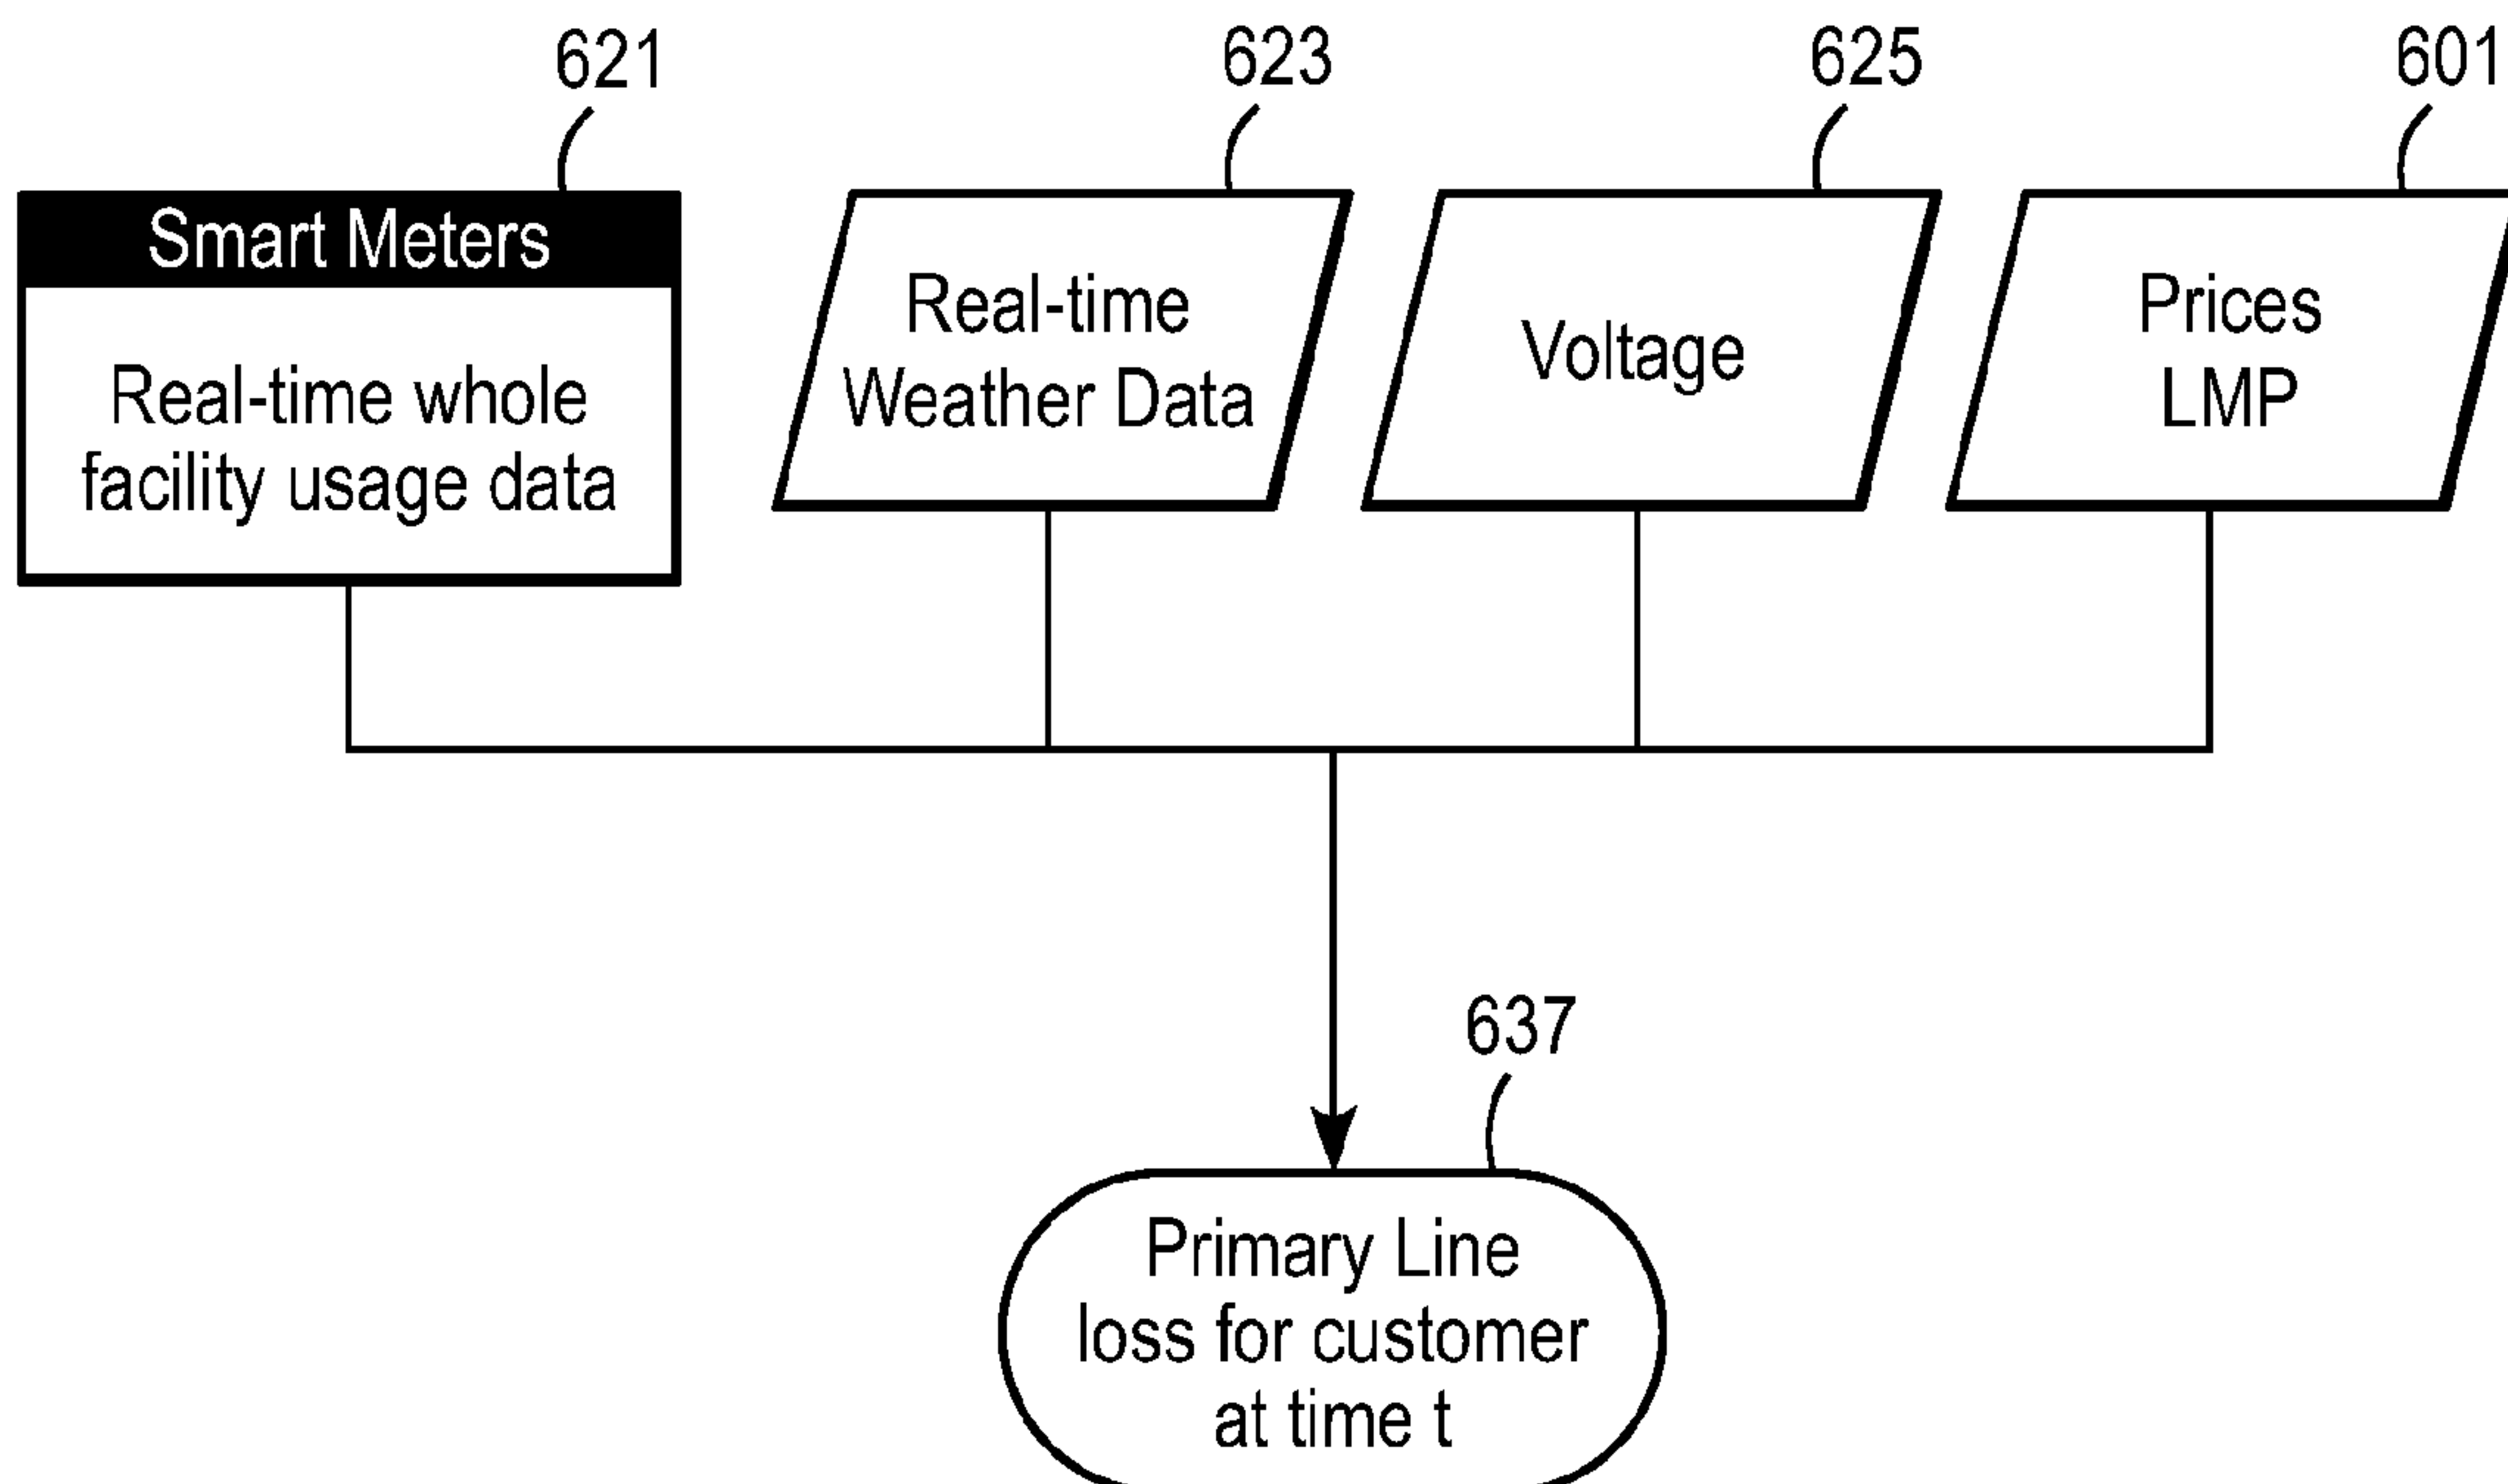 621
623
625
601
Smart Meters
Real-time whole
facility usage data
Real-time
Weather Data
Voltage
Prices
LMP
637
Primary Line
loss for customer
at time t